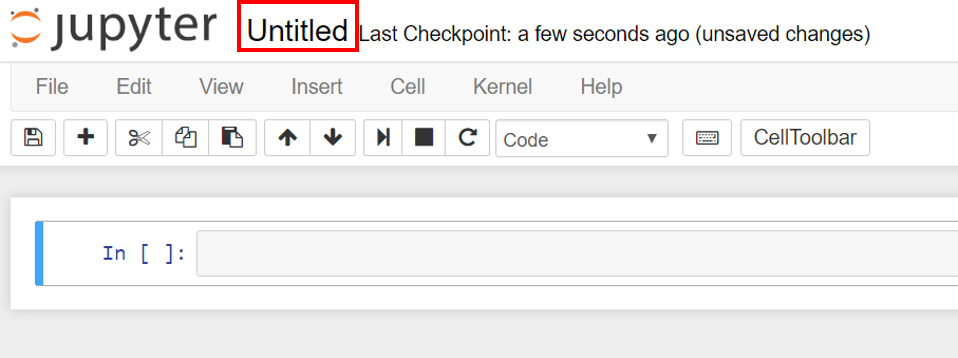 jupyter Untitled Last Checkpoint: a few seconds ago (unsaved changes)
File Edit View Insert Cell Kernel Help
Code CellToolbar
In [ ]: